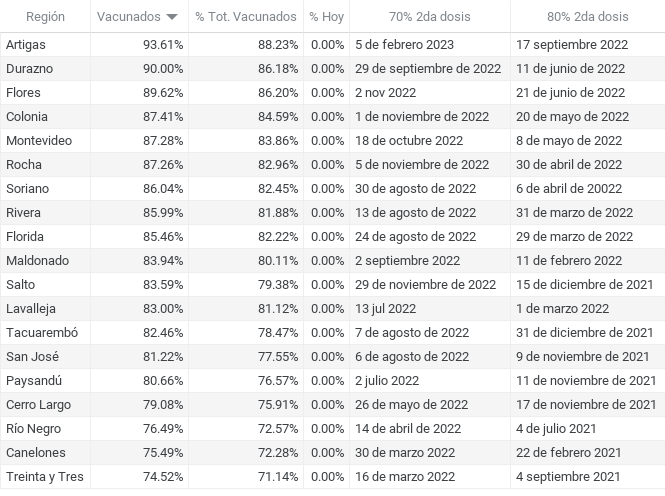 Región Vacunados % Tot. Vacunados % Hoy 70% 2da dosis 80% 2da dosis
Artigas 93.61% 88.23% 0.00% 5 de febrero 2023 17 septiembre 2022
Durazno 90.00% 86.18% 0.00% 29 de septiembre de 2022 11 de junio de 2022
Flores 89.62% 86.20% 0.00% 2 nov 2022 21 de junio de 2022
Colonia 87.41% 84.59% 0.00% 1 de noviembre de 2022 20 de mayo de 2022
Montevideo 87.28% 83.86% 0.00% 18 de octubre 2022 8 de mayo de 2022
Rocha 87.26% 82.96% 0.00% 5 de noviembre de 2022 30 de abril de 2022
Soriano 86.04% 82.45% 0.00% 30 de agosto de 2022 6 de abril de 20022
Rivera 85.99% 81.88% 0.00% 13 de agosto de 2022 31 de marzo de 2022
Florida 85.46% 82.22% 0.00% 24 de agosto de 2022 29 de marzo de 2022
Maldonado 83.94% 80.11% 0.00% 2 septiembre 2022 11 de febrero 2022
Salto 83.59% 79.38% 0.00% 29 de noviembre de 2022 15 de diciembre de 2021
Lavalleja 83.00% 81.12% 0.00% 13 jul 2022 1 de marzo 2022
Tacuarembó 82.46% 78.47% 0.00% 7 de agosto de 2022 31 de diciembre de 2021
San José 81.22% 77.55% 0.00% 6 de agosto de 2022 9 de noviembre de 2021
Paysandú 80.66% 76.57% 0.00% 2 julio 2022 11 de noviembre de 2021
Cerro Largo 79.08% 75.91% 0.00% 26 de mayo de 2022 17 de noviembre de 2021
Río Negro 76.49% 72.57% 0.00% 14 de abril de 2022 4 de julio 2021
Canelones 75.49% 72.28% 0.00% 30 de marzo 2022 22 de febrero 2021
Treinta y Tres 74.52% 71.14% 0.00% 16 de marzo 2022 4 septiembre 2021